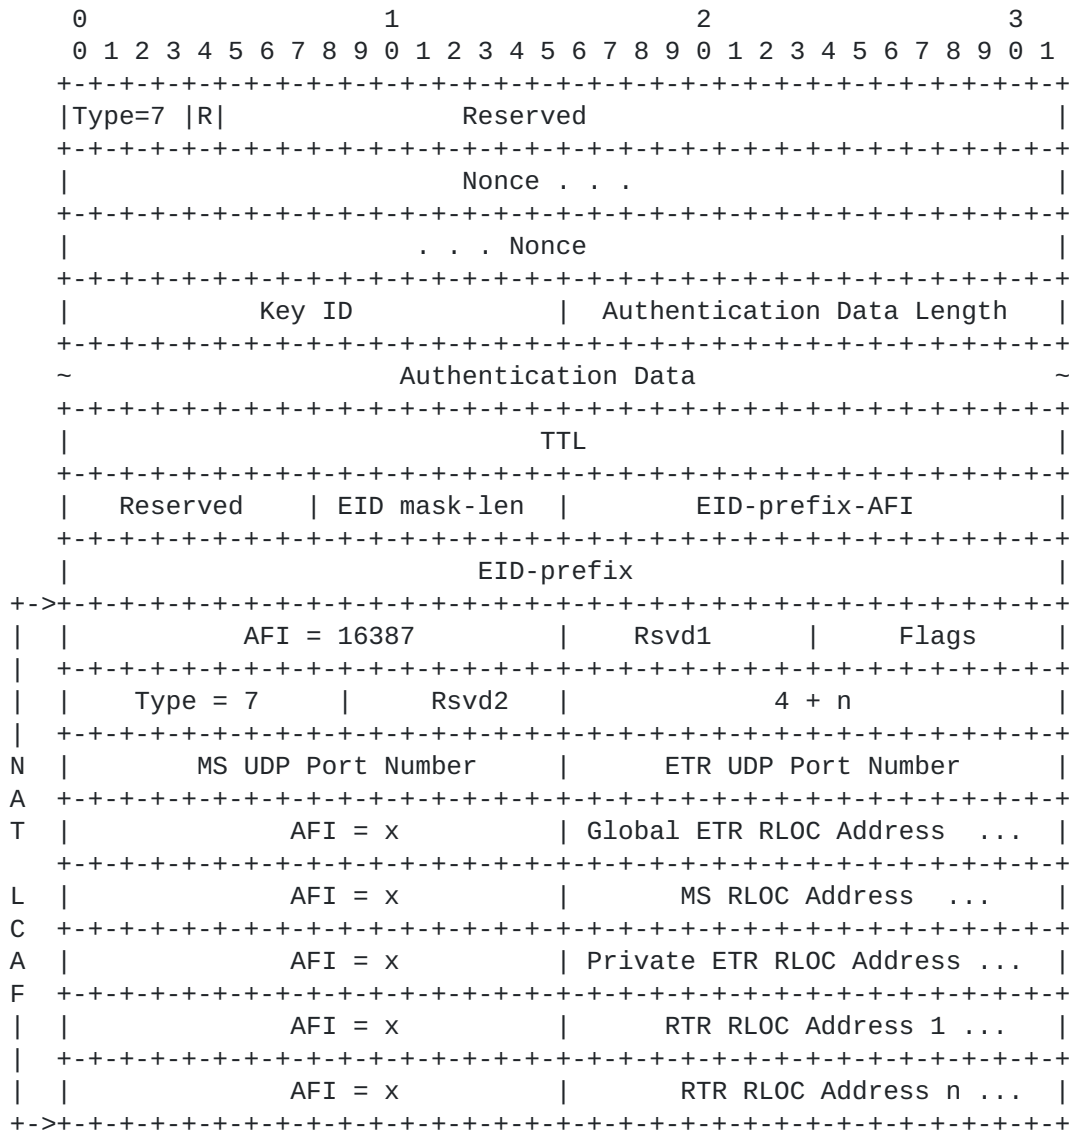 0                   1                   2                   3
    0 1 2 3 4 5 6 7 8 9 0 1 2 3 4 5 6 7 8 9 0 1 2 3 4 5 6 7 8 9 0 1
   +-+-+-+-+-+-+-+-+-+-+-+-+-+-+-+-+-+-+-+-+-+-+-+-+-+-+-+-+-+-+-+-+
   |Type=7 |R|               Reserved                              |
   +-+-+-+-+-+-+-+-+-+-+-+-+-+-+-+-+-+-+-+-+-+-+-+-+-+-+-+-+-+-+-+-+
   |                         Nonce . . .                           |
   +-+-+-+-+-+-+-+-+-+-+-+-+-+-+-+-+-+-+-+-+-+-+-+-+-+-+-+-+-+-+-+-+
   |                      . . . Nonce                              |
   +-+-+-+-+-+-+-+-+-+-+-+-+-+-+-+-+-+-+-+-+-+-+-+-+-+-+-+-+-+-+-+-+
   |            Key ID             |  Authentication Data Length   |
   +-+-+-+-+-+-+-+-+-+-+-+-+-+-+-+-+-+-+-+-+-+-+-+-+-+-+-+-+-+-+-+-+
   ~                     Authentication Data                       ~
   +-+-+-+-+-+-+-+-+-+-+-+-+-+-+-+-+-+-+-+-+-+-+-+-+-+-+-+-+-+-+-+-+
   |                              TTL                              |
   +-+-+-+-+-+-+-+-+-+-+-+-+-+-+-+-+-+-+-+-+-+-+-+-+-+-+-+-+-+-+-+-+
   |   Reserved    | EID mask-len  |        EID-prefix-AFI         |
   +-+-+-+-+-+-+-+-+-+-+-+-+-+-+-+-+-+-+-+-+-+-+-+-+-+-+-+-+-+-+-+-+
   |                          EID-prefix                           |
+->+-+-+-+-+-+-+-+-+-+-+-+-+-+-+-+-+-+-+-+-+-+-+-+-+-+-+-+-+-+-+-+-+
|  |           AFI = 16387         |    Rsvd1      |     Flags     |
|  +-+-+-+-+-+-+-+-+-+-+-+-+-+-+-+-+-+-+-+-+-+-+-+-+-+-+-+-+-+-+-+-+
|  |    Type = 7     |     Rsvd2   |             4 + n             |
|  +-+-+-+-+-+-+-+-+-+-+-+-+-+-+-+-+-+-+-+-+-+-+-+-+-+-+-+-+-+-+-+-+
N  |        MS UDP Port Number     |      ETR UDP Port Number      |
A  +-+-+-+-+-+-+-+-+-+-+-+-+-+-+-+-+-+-+-+-+-+-+-+-+-+-+-+-+-+-+-+-+
T  |              AFI = x          | Global ETR RLOC Address  ...  |
   +-+-+-+-+-+-+-+-+-+-+-+-+-+-+-+-+-+-+-+-+-+-+-+-+-+-+-+-+-+-+-+-+
L  |              AFI = x          |       MS RLOC Address  ...    |
C  +-+-+-+-+-+-+-+-+-+-+-+-+-+-+-+-+-+-+-+-+-+-+-+-+-+-+-+-+-+-+-+-+
A  |              AFI = x          | Private ETR RLOC Address ...  |
F  +-+-+-+-+-+-+-+-+-+-+-+-+-+-+-+-+-+-+-+-+-+-+-+-+-+-+-+-+-+-+-+-+
|  |              AFI = x          |      RTR RLOC Address 1 ...   |
|  +-+-+-+-+-+-+-+-+-+-+-+-+-+-+-+-+-+-+-+-+-+-+-+-+-+-+-+-+-+-+-+-+
|  |              AFI = x          |       RTR RLOC Address n ...  |
+->+-+-+-+-+-+-+-+-+-+-+-+-+-+-+-+-+-+-+-+-+-+-+-+-+-+-+-+-+-+-+-+-+